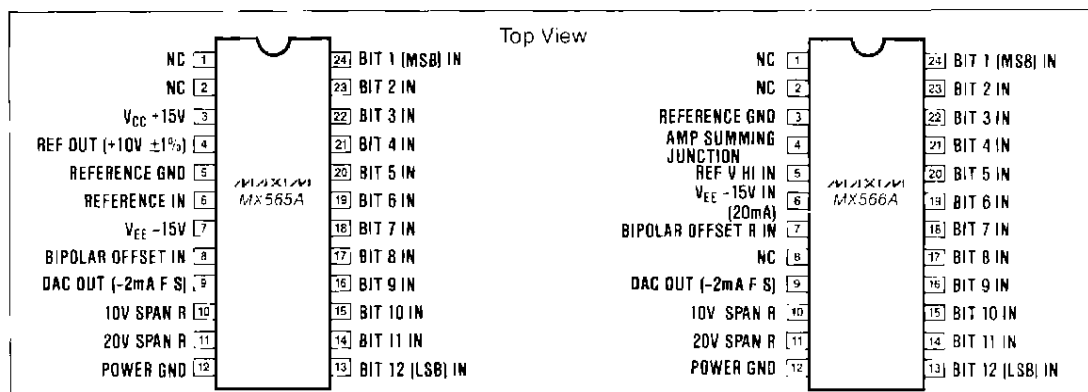 Top View
NC 1
NC 2
VCC +15V 3
REF OUT (+10V ±1%) 4
REFERENCE GND 5
REFERENCE IN 6
VEE -15V 7
BIPOLAR OFFSET IN 8
DAC OUT (-2mA F S) 9
10V SPAN R 10
20V SPAN R 11
POWER GND 12
MAXIM
MX565A
24 BIT 1 (MSB) IN
23 BIT 2 IN
22 BIT 3 IN
21 BIT 4 IN
20 BIT 5 IN
19 BIT 6 IN
18 BIT 7 IN
17 BIT 8 IN
16 BIT 9 IN
15 BIT 10 IN
14 BIT 11 IN
13 BIT 12 (LSB) IN
NC 1
NC 2
REFERENCE GND 3
AMP SUMMING
JUNCTION 4
REF V HI IN 5
VEE -15V IN
(20mA) 6
BIPOLAR OFFSET R IN 7
NC 8
DAC OUT (-2mA F S) 9
10V SPAN R 10
20V SPAN R 11
POWER GND 12
MAXIM
MX566A
24 BIT 1 (MSB) IN
23 BIT 2 IN
22 BIT 3 IN
21 BIT 4 IN
20 BIT 5 IN
19 BIT 6 IN
18 BIT 7 IN
17 BIT 8 IN
16 BIT 9 IN
15 BIT 10 IN
14 BIT 11 IN
13 BIT 12 (LSB) IN